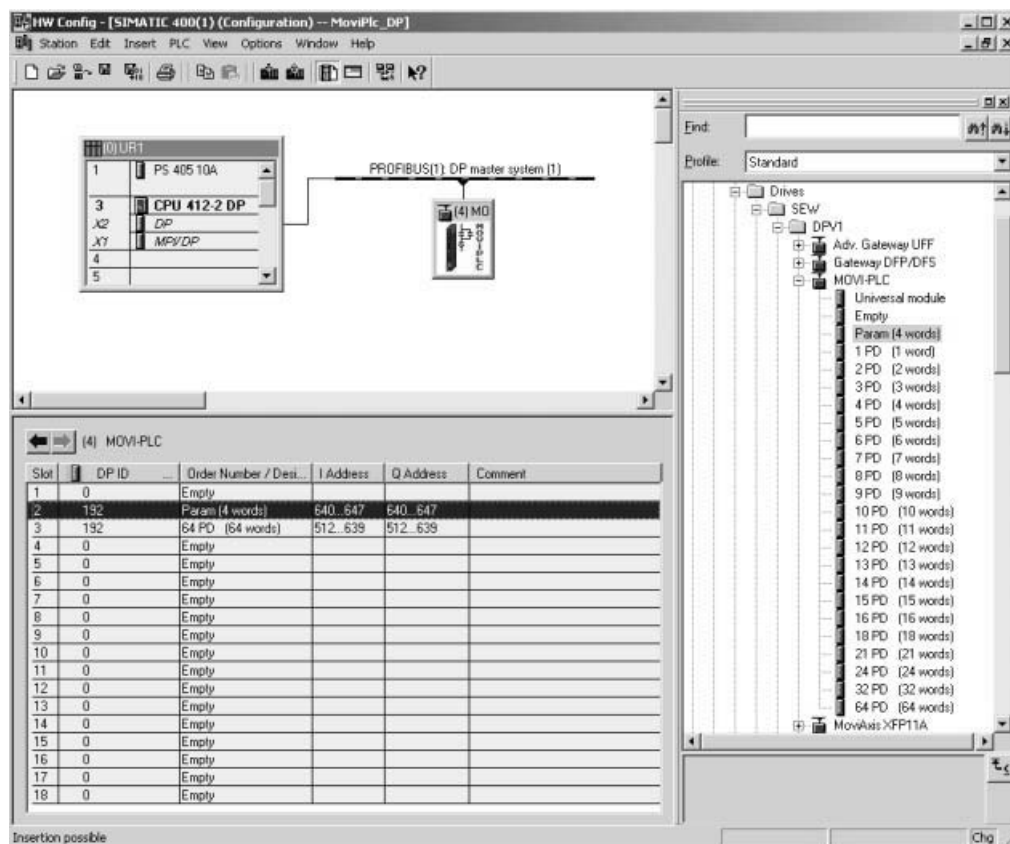 HW Config - [SIMATIC 400(1) (Configuration) -- MoviPlc_DP]
Station Edit Insert PLC View Options Window Help
(0) UR1
1 PS 405 10A
3 CPU 412-2 DP
X2 DP
X1 MPI/DP
4
5
PROFIBUS(1): DP master system (1)
(4) MO
MOVIPLC
Find:
Profile: Standard
Drives
SEW
DPV1
Adv. Gateway UFF
Gateway DFP/DFS
MOVI-PLC
Universal module
Empty
Param (4 words)
1 PD (1 word)
2 PD (2 words)
3 PD (3 words)
4 PD (4 words)
5 PD (5 words)
6 PD (6 words)
7 PD (7 words)
8 PD (8 words)
9 PD (9 words)
10 PD (10 words)
11 PD (11 words)
12 PD (12 words)
13 PD (13 words)
14 PD (14 words)
15 PD (15 words)
16 PD (16 words)
18 PD (18 words)
21 PD (21 words)
24 PD (24 words)
32 PD (32 words)
64 PD (64 words)
MoviAxis XFP11A
(4) MOVI-PLC
Slot DP ID ... Order Number / Desi... I Address Q Address Comment
1 0 Empty
2 192 Param (4 words) 640...647 640...647
3 192 64 PD (64 words) 512...639 512...639
4 0 Empty
5 0 Empty
6 0 Empty
7 0 Empty
8 0 Empty
9 0 Empty
10 0 Empty
11 0 Empty
12 0 Empty
13 0 Empty
14 0 Empty
15 0 Empty
16 0 Empty
17 0 Empty
18 0 Empty
Insertion possible
Chg